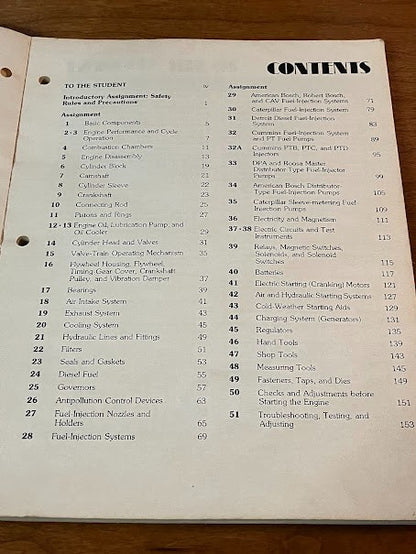 CONTENTS
TO THE STUDENT iv
Introductory Assignment: Safety
Rules and Precautions 1
Assignment
1 Basic Components 5
2-3 Engine Performance and Cycle
Operation 7
4 Combustion Chambers 11
5 Engine Disassembly 13
6 Cylinder Block 19
7 Camshaft 21
8 Cylinder Sleeve 22
9 Crankshaft 23
10 Connecting Rod 25
11 Pistons and Rings 27
12-13 Engine Oil, Lubrication Pump, and
Oil Cooler 29
14 Cylinder Head and Valves 31
15 Valve-Train Operating Mechanism 35
16 Flywheel Housing, Flywheel,
Timing Gear Cover, Crankshaft
Pulley, and Vibration Damper 37
17 Bearings 39
18 Air Intake System 41
19 Exhaust System 43
20 Cooling System 45
21 Hydraulic Lines and Fittings 49
22 Filters 51
23 Seals and Gaskets 53
24 Diesel Fuel 55
25 Governors 57
26 Antipollution Control Devices 63
27 Fuel-Injection Nozzles and
Holders 65
28 Fuel-Injection Systems 69
Assignment
29 American Bosch, Robert Bosch,
and CAV Fuel-Injection Systems 71
30 Caterpillar Fuel-Injection System 79
31 Detroit Diesel Fuel-Injection
System 83
32 Cummins Fuel-Injection System
and PT Fuel Pumps 89
32A Cummins PTB, PTC, and PTD
Injectors 95
33 DPA and Roosa Master
Distributor Type Fuel-Injector
Pumps 99
34 American Bosch Distributor
Type Fuel-Injection Pumps 105
35 Caterpillar Sleeve-metering Fuel-
Injection Pumps 109
36 Electricity and Magnetism 111
37-38 Electric Circuits and Test
Instruments 113
39 Relays, Magnetic Switches,
Solenoids, and Solenoid
Switches 115
40 Batteries 117
41 Electric Starting (Cranking) Motors 121
42 Air and Hydraulic Starting Systems 127
43 Cold-Weather Starting Aids 129
44 Charging System (Generators) 131
45 Regulators 135
46 Hand Tools 139
47 Shop Tools 143
48 Measuring Tools 145
49 Fasteners, Taps, and Dies 149
50 Checks and Adjustments before
Starting the Engine 151
51 Troubleshooting, Testing, and
Adjusting 153